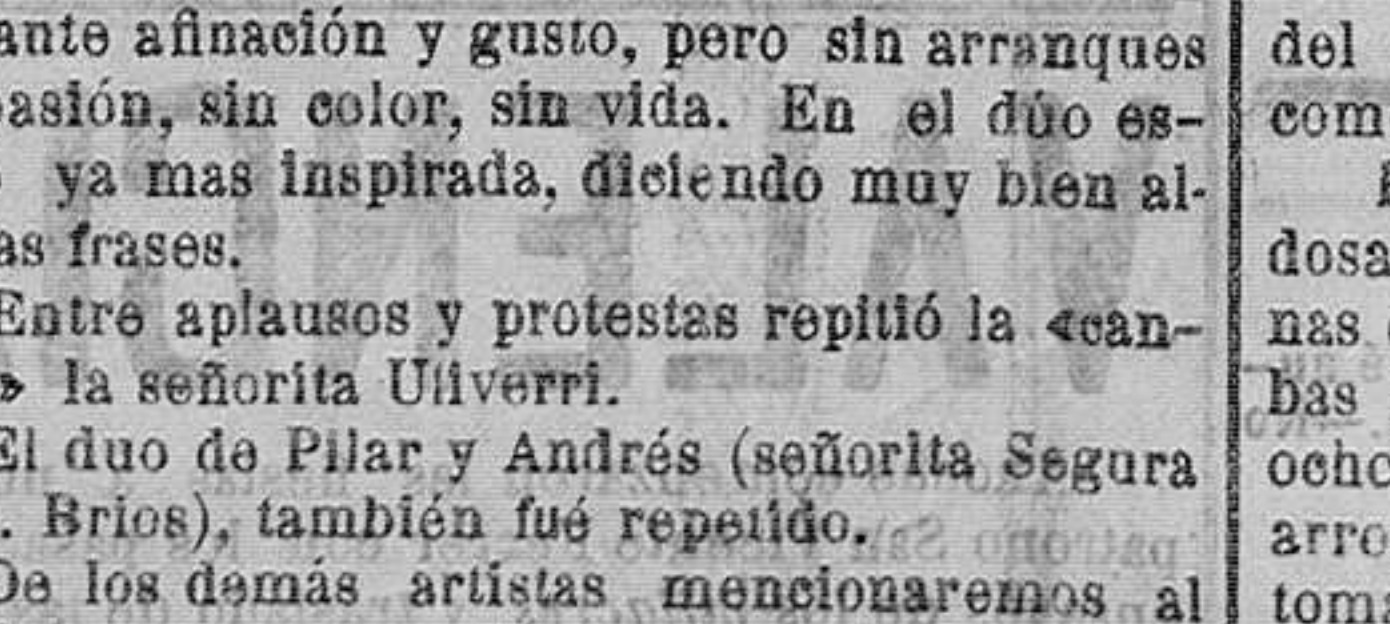 ante afinación y gusto, pero sin arranques
pasión, sin color, sin vida. En el dúo es-
ya mas inspirada, diciendo muy bien al-
as frases.
Entre aplausos y protestas repitió la «can-
» la señorita Uliverri.
El duo de Pilar y Andrés (señorita Segura
. Brios), también fué repetido.
De los demás artistas mencionaremos al
del
com
dosa
nas
bas
ocho
arro
toma